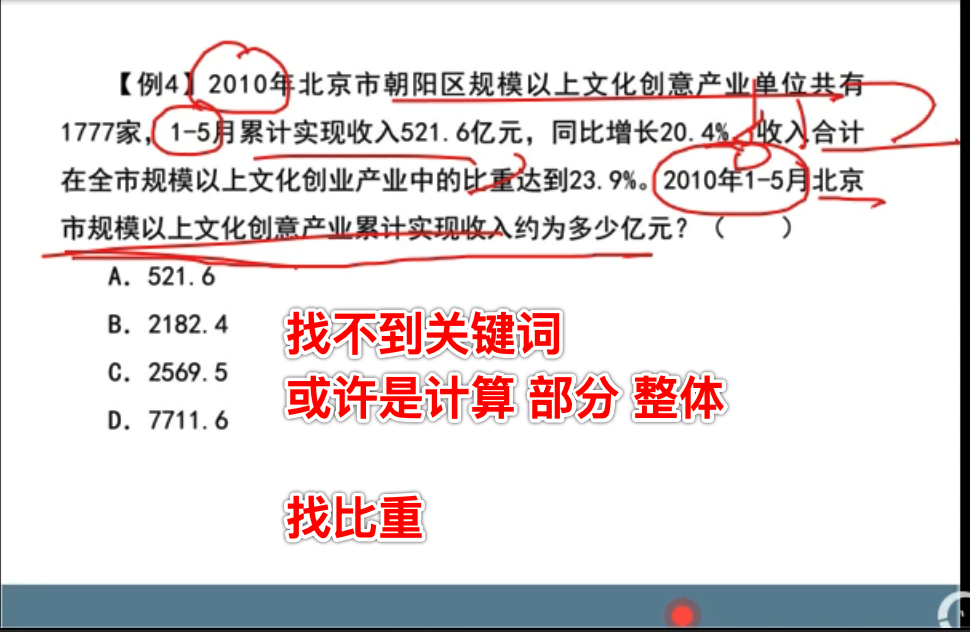 【例4】2010年北京市朝阳区规模以上文化创意产业单位共有
1777家，1-5月累计实现收入521.6亿元，同比增长20.4%，收入合计
在全市规模以上文化创业产业中的比重达到23.9%。2010年1-5月北京
市规模以上文化创意产业累计实现收入约为多少亿元？（  ）
A. 521.6
B. 2182.4
C. 2569.5
D. 7711.6
找不到关键词
或许是计算 部分 整体
找比重